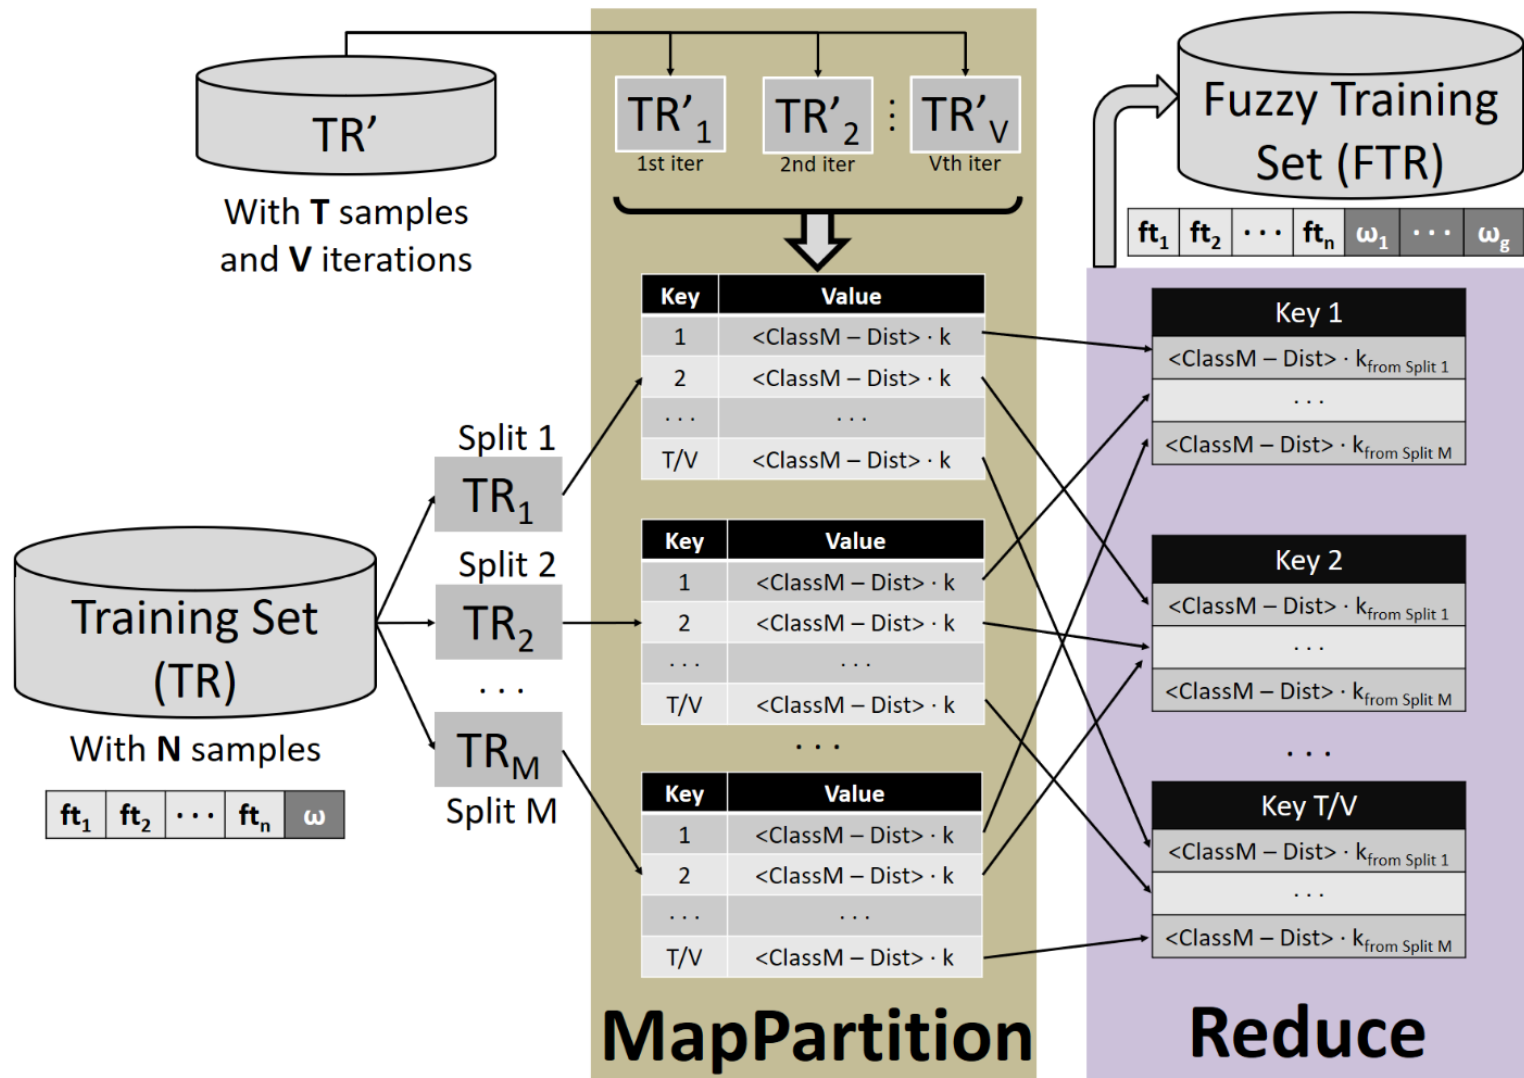 TR’
With T samples
and V iterations
TR’1
1st iter
TR’2
2nd iter
⋮
TR’V
Vth iter
Fuzzy Training
Set (FTR)
ft1 ft2 · · · ftn ω1 · · · ωg
Training Set
(TR)
With N samples
ft1 ft2 · · · ftn ω
Split 1
TR1
Split 2
TR2
· · ·
TRM
Split M
Key Value
1 <ClassM – Dist> · k
2 <ClassM – Dist> · k
· · · · · ·
T/V <ClassM – Dist> · k
Key Value
1 <ClassM – Dist> · k
2 <ClassM – Dist> · k
· · · · · ·
T/V <ClassM – Dist> · k
· · ·
Key Value
1 <ClassM – Dist> · k
2 <ClassM – Dist> · k
· · · · · ·
T/V <ClassM – Dist> · k
MapPartition
Key 1
<ClassM – Dist> · kfrom Split 1
· · ·
<ClassM – Dist> · kfrom Split M
Key 2
<ClassM – Dist> · kfrom Split 1
· · ·
<ClassM – Dist> · kfrom Split M
· · ·
Key T/V
<ClassM – Dist> · kfrom Split 1
· · ·
<ClassM – Dist> · kfrom Split M
Reduce